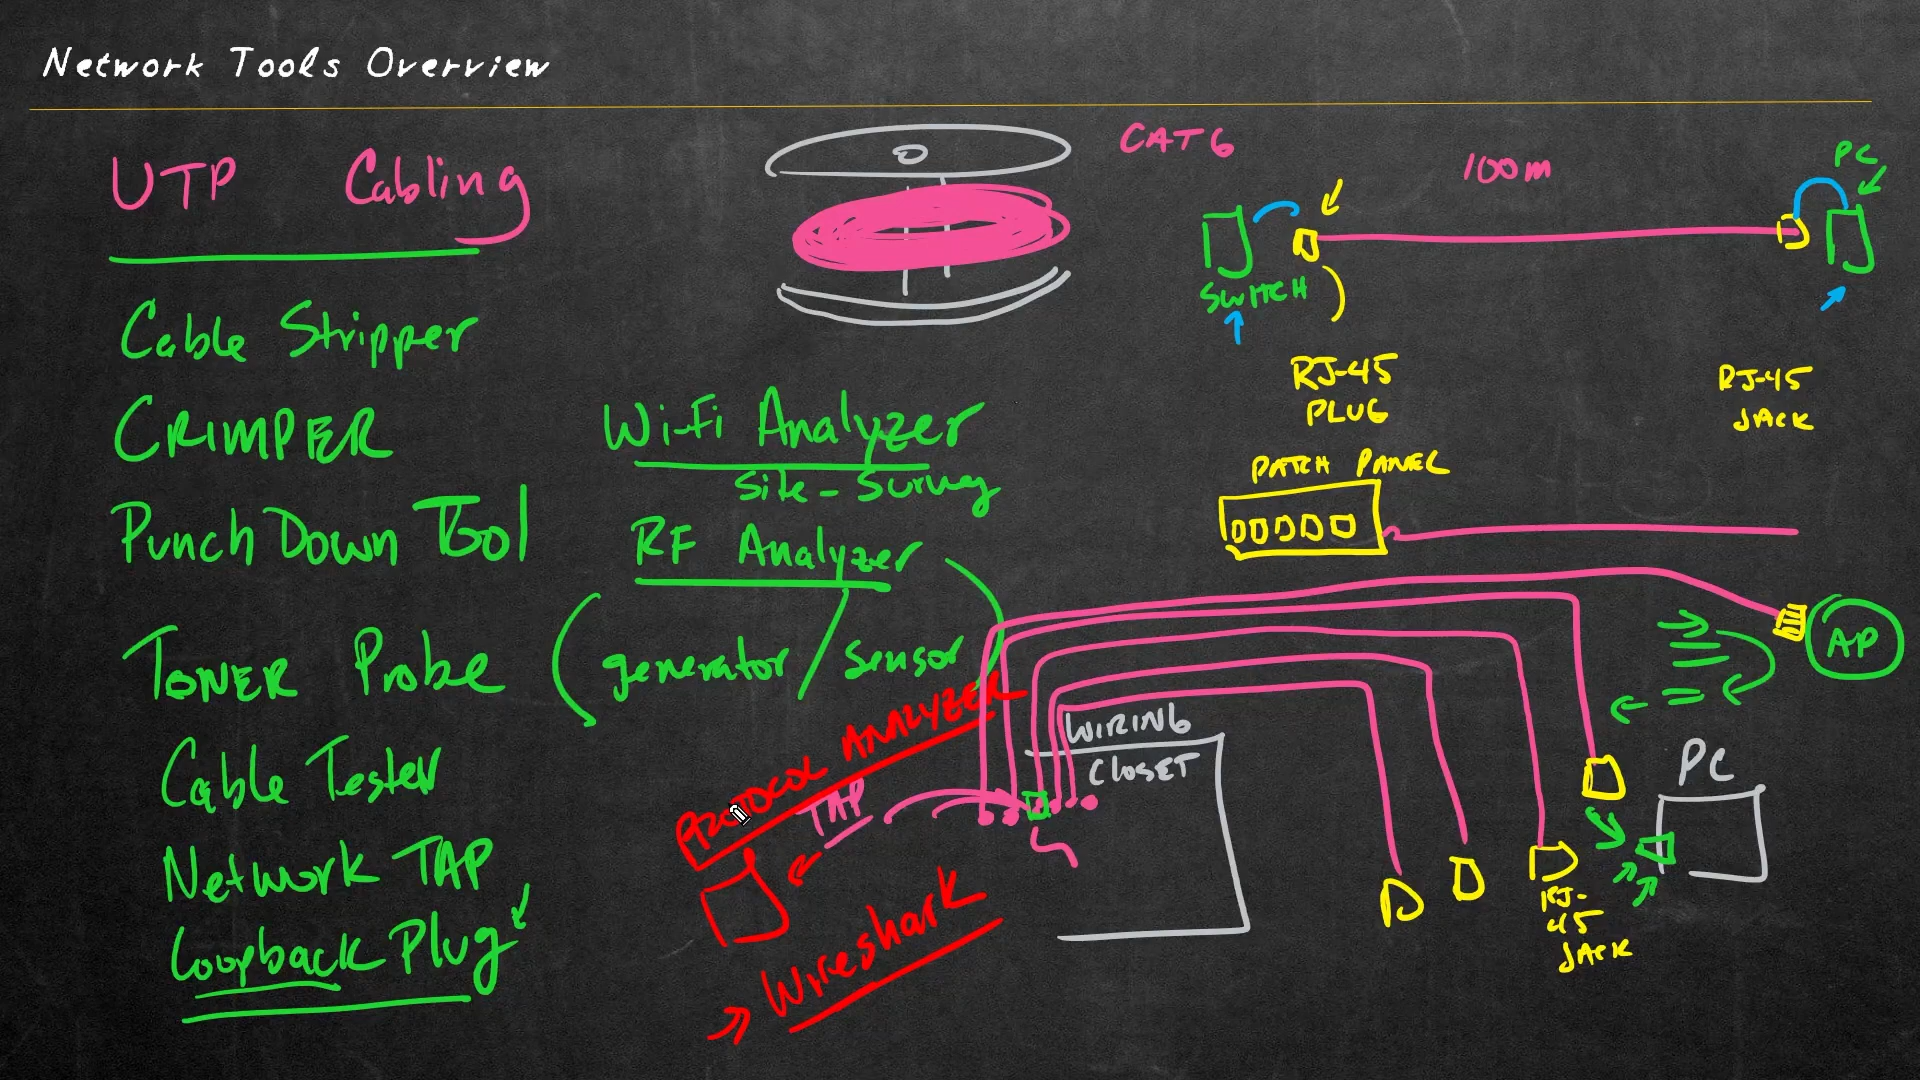 Network Tools Overview
UTP Cabling
Cable Stripper
CRIMPER
Punch Down Tool
TONER Probe (generator/sensor)
Cable Tester
Network TAP
Loopback Plug
Wi-Fi Analyzer
Site-Survey
RF Analyzer
PROTOCOL ANALYZER
TAP
Wireshark
CAT6
100m
PC
SWITCH
RJ-45
PLUG
RJ-45
JACK
PATCH PANEL
AP
WIRING
CLOSET
PC
RJ-
45
JACK